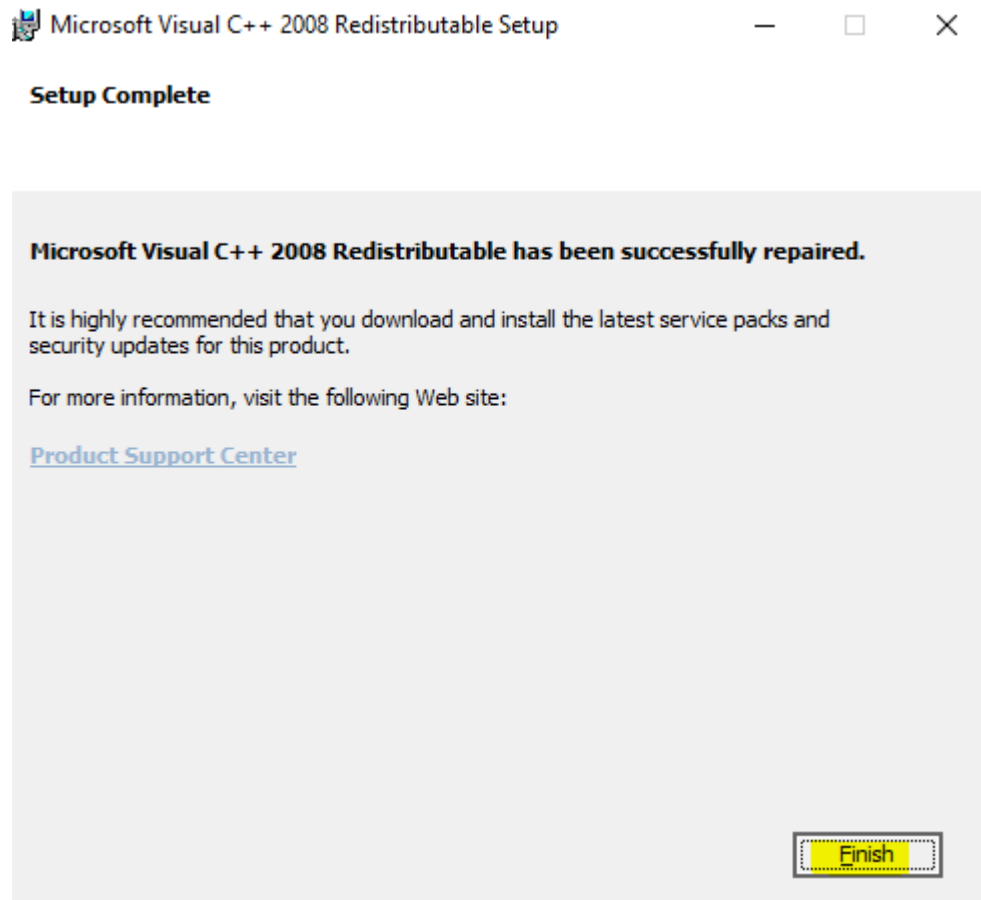 Microsoft Visual C++ 2008 Redistributable Setup
Setup Complete
Microsoft Visual C++ 2008 Redistributable has been successfully repaired.
It is highly recommended that you download and install the latest service packs and
security updates for this product.
For more information, visit the following Web site:
Product Support Center
Finish